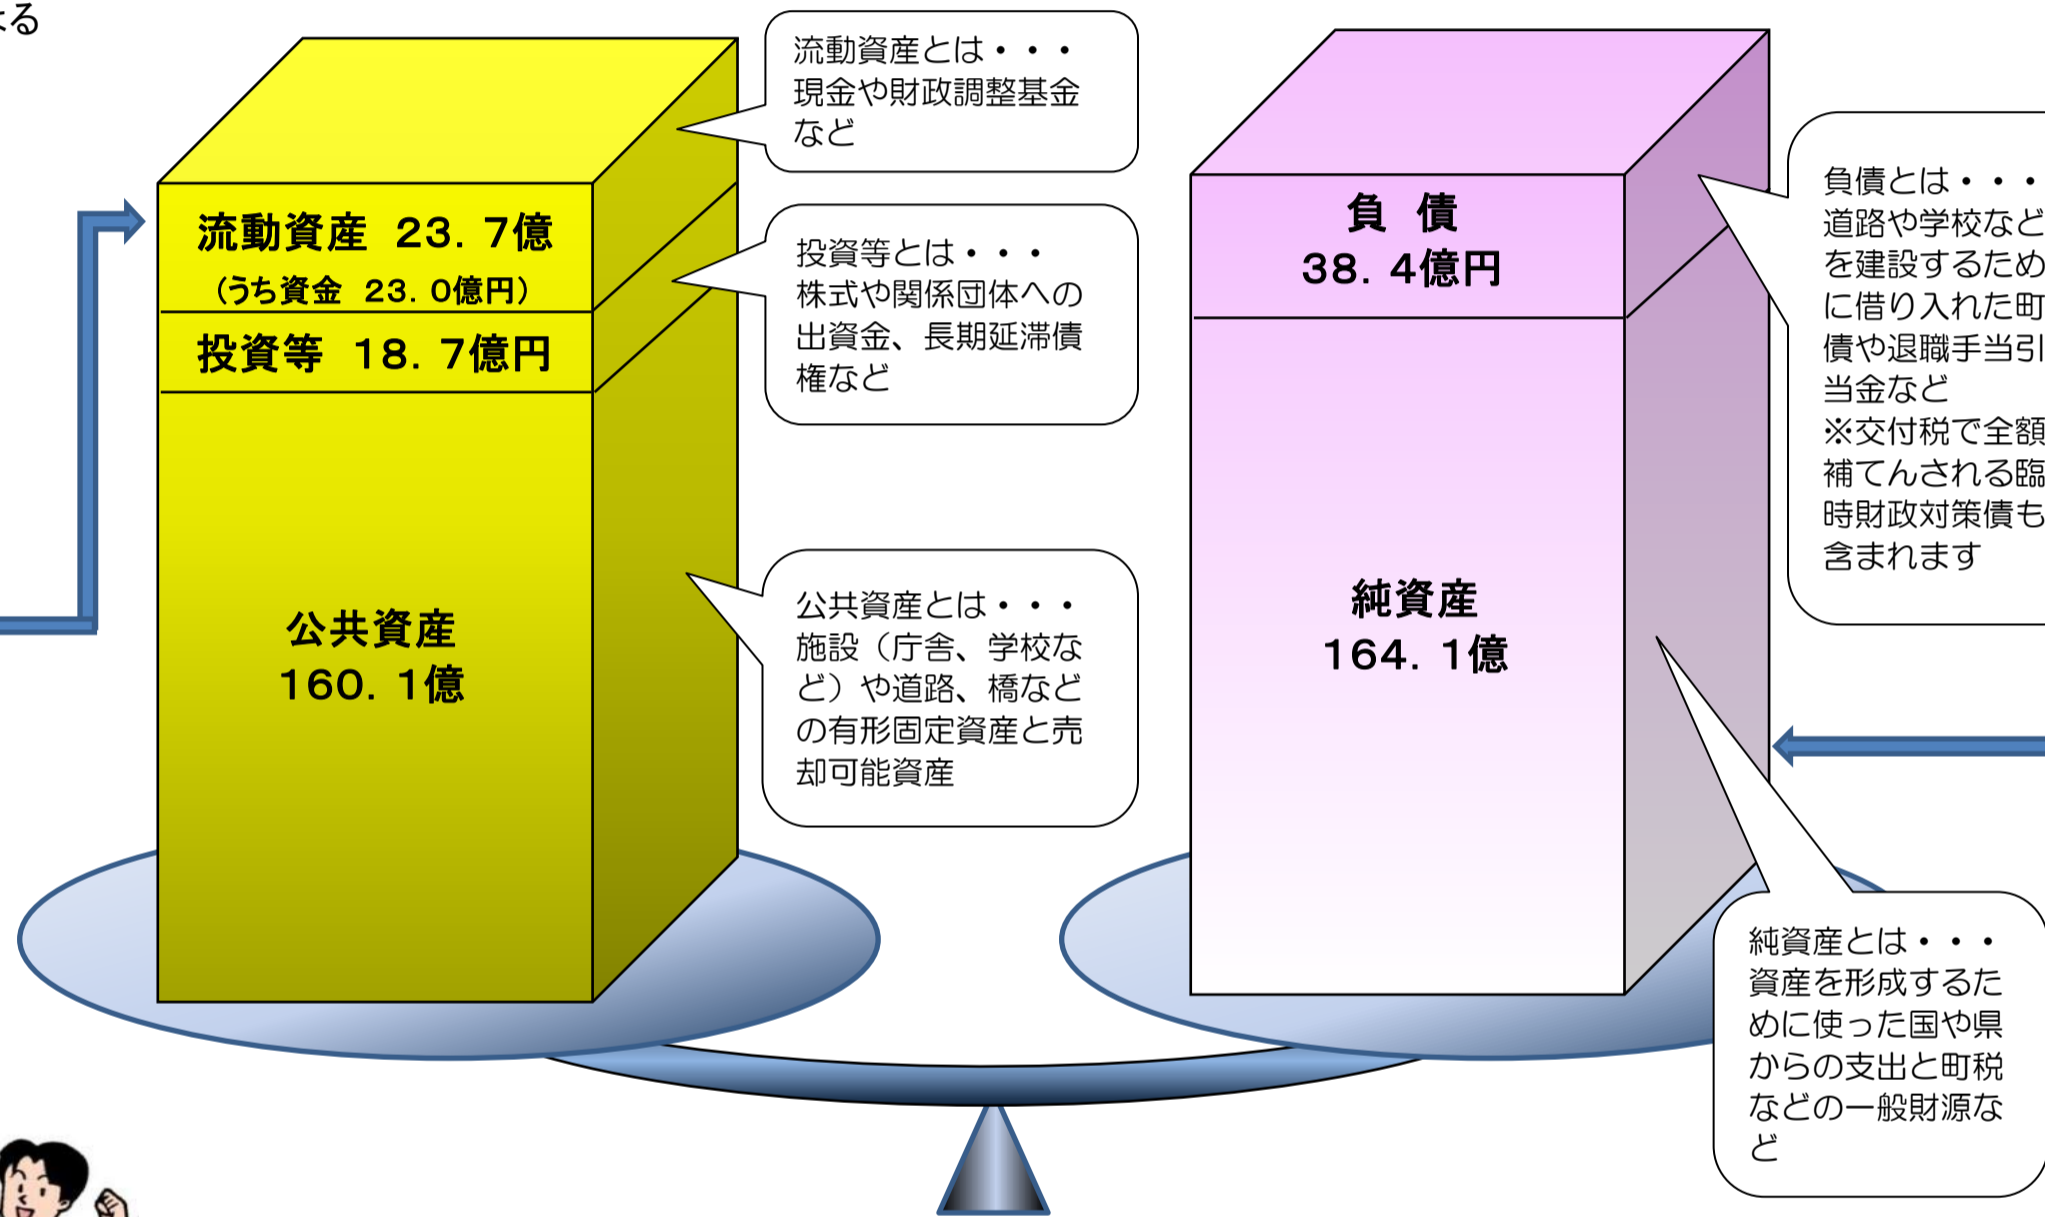 よる
流動資産とは・・・
現金や財政調整基金
など
流動資産 23.7億
(うち資金 23.0億円)
投資等 18.7億円
投資等とは・・・
株式や関係団体への
出資金、長期延滞債
権など
公共資産
160.1億
公共資産とは・・・
施設（庁舎、学校な
ど）や道路、橋など
の有形固定資産と売
却可能資産
負 債
38.4億円
負債とは・・・
道路や学校など
を建設するため
に借り入れた町
債や退職手当引
当金など
※交付税で全額
補てんされる臨
時財政対策債も
含まれます
純資産
164.1億
純資産とは・・・
資産を形成するた
めに使った国や県
からの支出と町税
などの一般財源な
ど